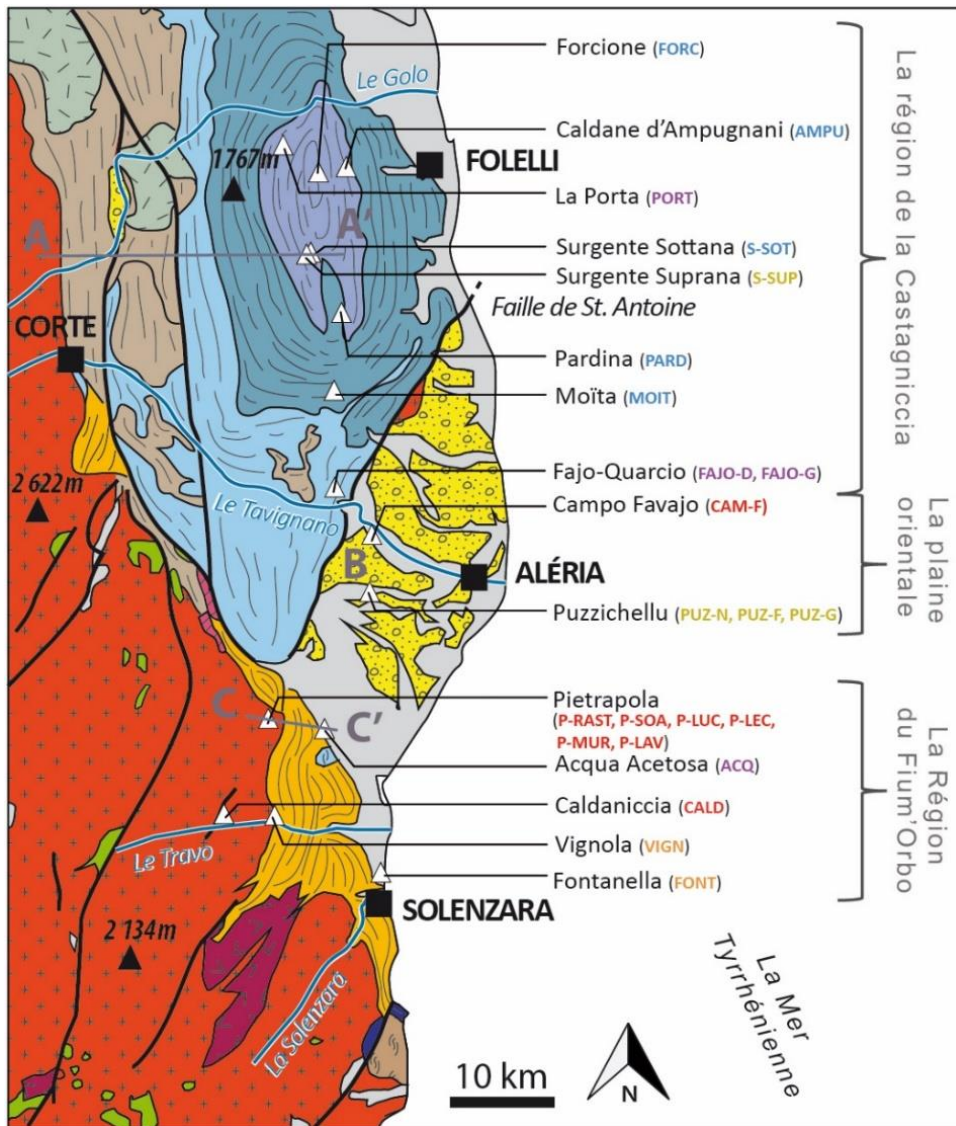 Forcione (FORC)
Le Golo
Caldane d'Ampugnani (AMPU)
FOLELLI
1767m
La Porta (PORT)
A
A'
Surgente Sottana (S-SOT)
Surgente Suprana (S-SUP)
Faille de St. Antoine
CORTE
Pardina (PARD)
Moïta (MOIT)
La région de la Castagniccia
Fajo-Quarcio (FAJO-D, FAJO-G)
2 622m
Le Tavignano
Campo Favajo (CAM-F)
B
ALÉRIA
Puzzichellu (PUZ-N, PUZ-F, PUZ-G)
La plaine
orientale
Pietrapola
(P-RAST, P-SOA, P-LUC, P-LEC,
P-MUR, P-LAV)
C
C'
Acqua Acetosa (ACQ)
Caldaniccia (CALD)
Le Travo
Vignola (VIGN)
Fontanella (FONT)
La Région
du Fium'Orbo
SOLENZARA
2 134m
La Solenzara
La Mer
Tyrrhénienne
10 km
N